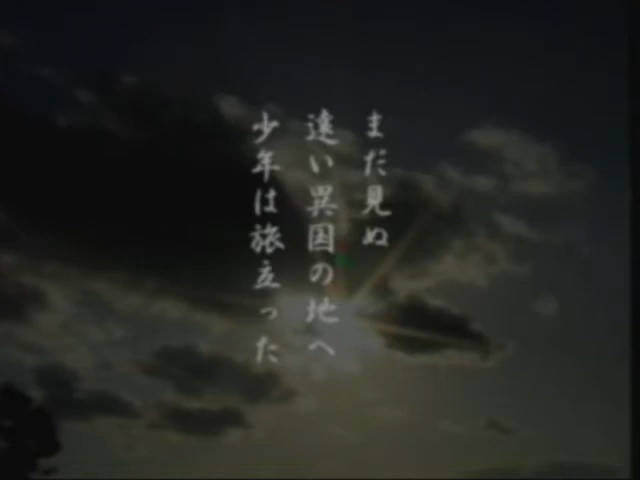 まだ見ぬ
遠い異国の地へ
少年は旅立った